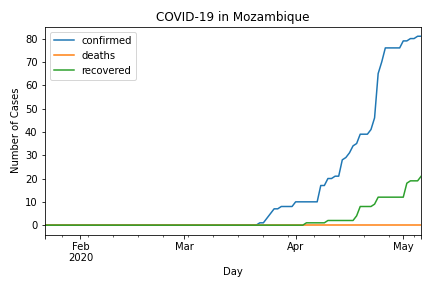 COVID-19 in Mozambique
confirmed
deaths
recovered
Number of Cases
80
70
60
50
40
30
20
10
0
Feb
2020
Mar
Apr
May
Day